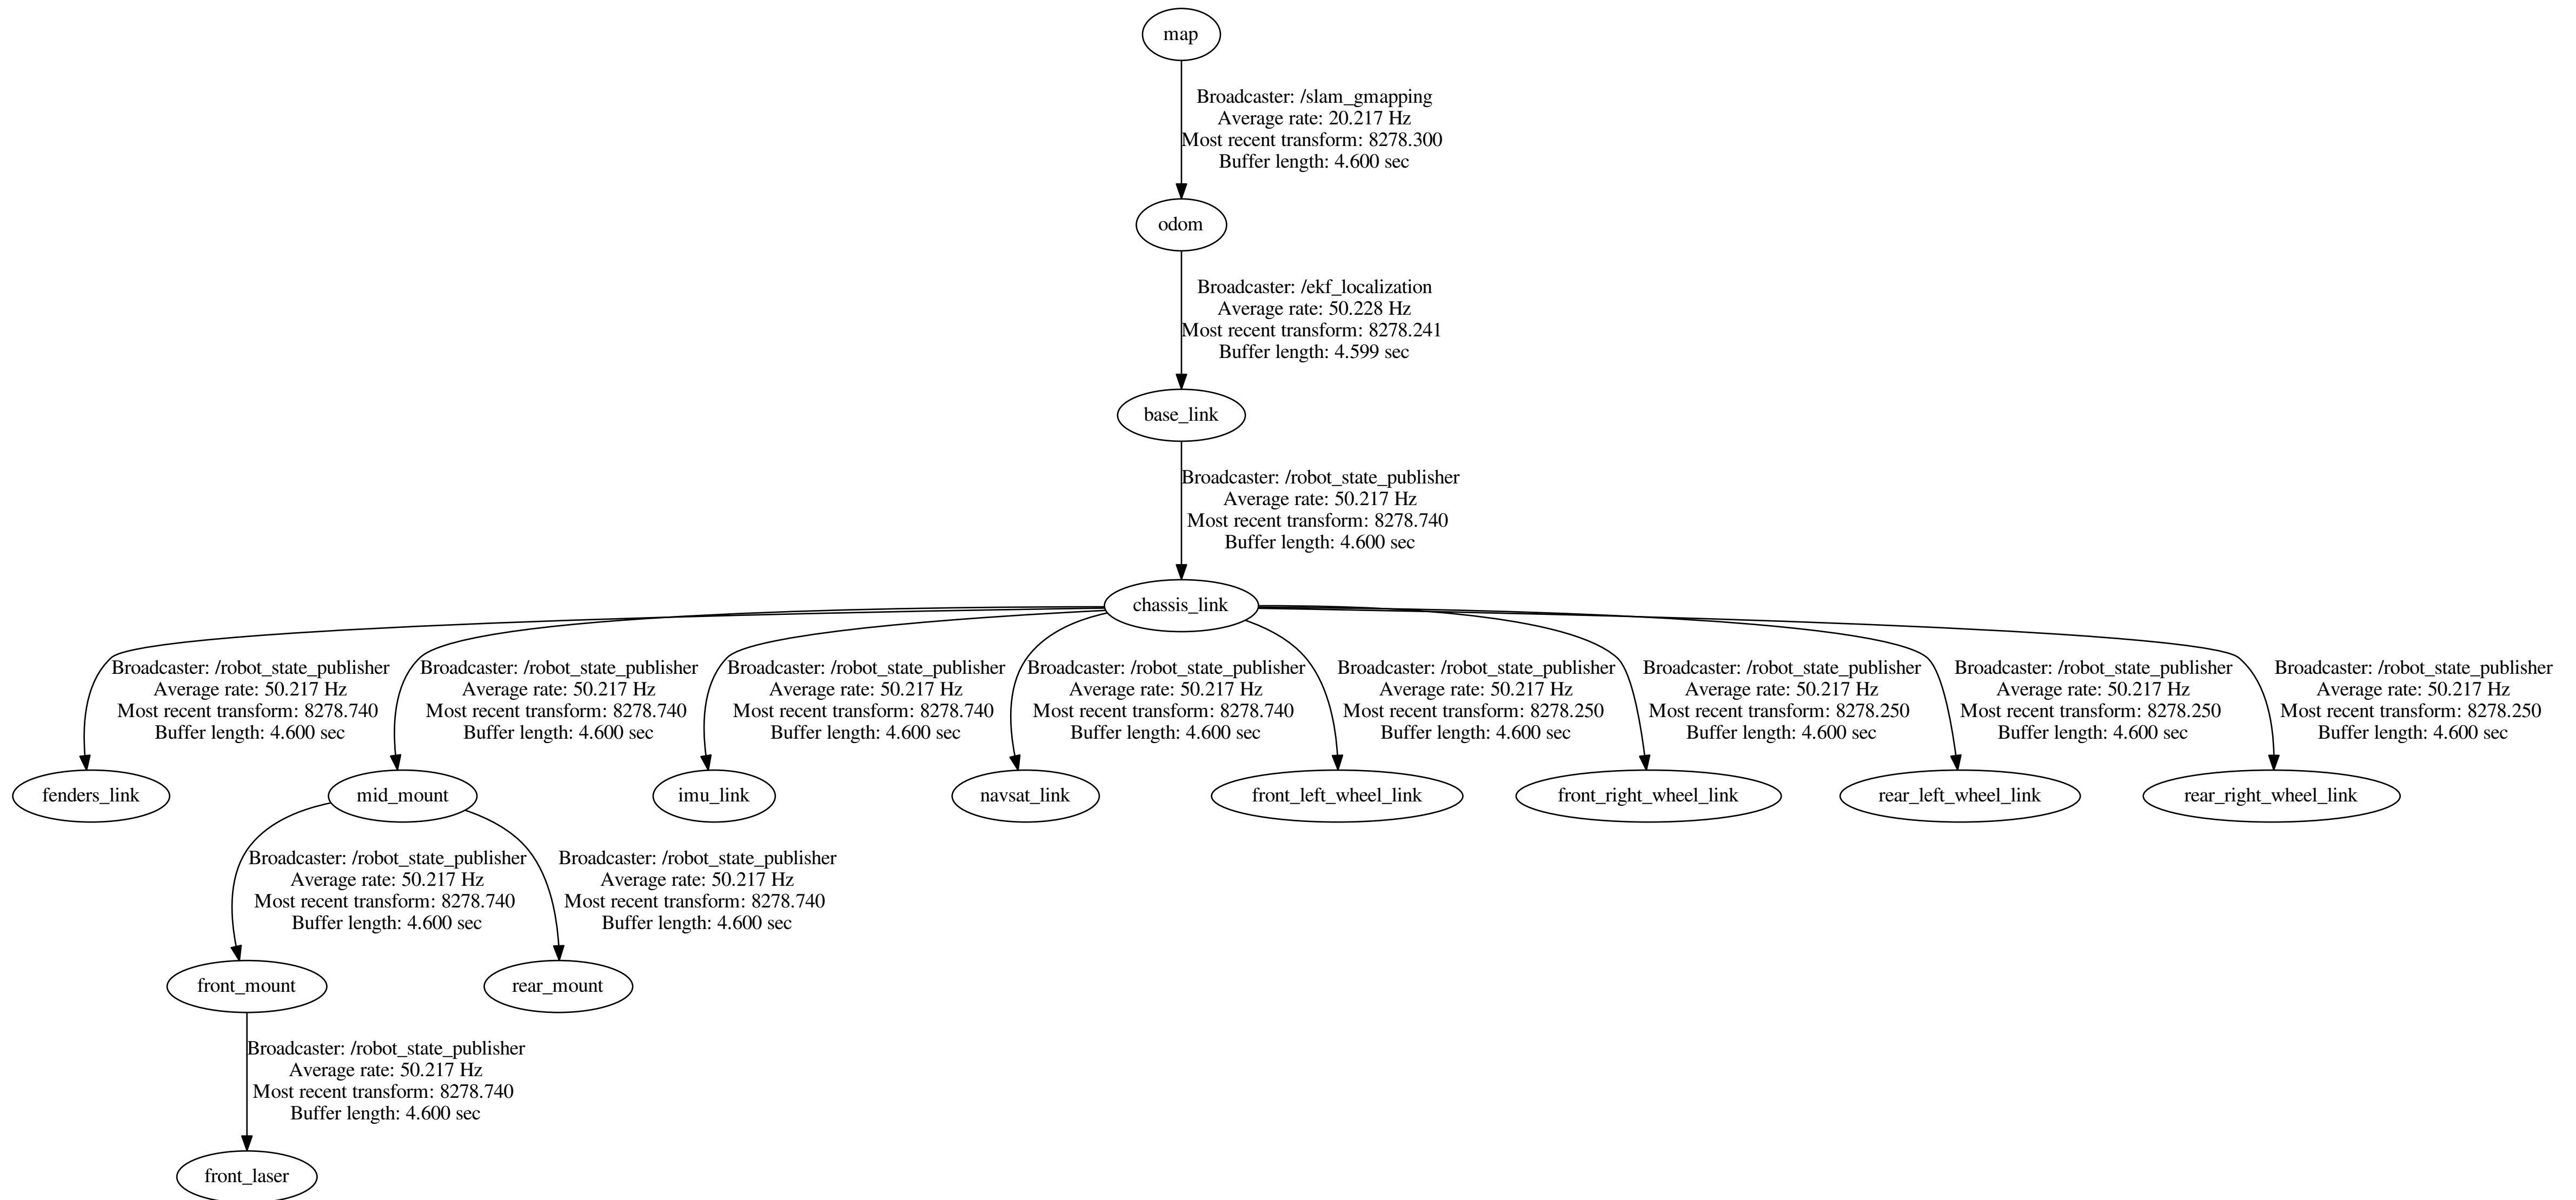 map
Broadcaster: /slam_gmapping
Average rate: 20.217 Hz
Most recent transform: 8278.300
Buffer length: 4.600 sec
odom
Broadcaster: /ekf_localization
Average rate: 50.228 Hz
Most recent transform: 8278.241
Buffer length: 4.599 sec
base_link
Broadcaster: /robot_state_publisher
Average rate: 50.217 Hz
Most recent transform: 8278.740
Buffer length: 4.600 sec
chassis_link
Broadcaster: /robot_state_publisher
Average rate: 50.217 Hz
Most recent transform: 8278.740
Buffer length: 4.600 sec
Broadcaster: /robot_state_publisher
Average rate: 50.217 Hz
Most recent transform: 8278.740
Buffer length: 4.600 sec
Broadcaster: /robot_state_publisher
Average rate: 50.217 Hz
Most recent transform: 8278.740
Buffer length: 4.600 sec
Broadcaster: /robot_state_publisher
Average rate: 50.217 Hz
Most recent transform: 8278.740
Buffer length: 4.600 sec
Broadcaster: /robot_state_publisher
Average rate: 50.217 Hz
Most recent transform: 8278.250
Buffer length: 4.600 sec
Broadcaster: /robot_state_publisher
Average rate: 50.217 Hz
Most recent transform: 8278.250
Buffer length: 4.600 sec
Broadcaster: /robot_state_publisher
Average rate: 50.217 Hz
Most recent transform: 8278.250
Buffer length: 4.600 sec
Broadcaster: /robot_state_publisher
Average rate: 50.217 Hz
Most recent transform: 8278.250
Buffer length: 4.600 sec
fenders_link
mid_mount
imu_link
navsat_link
front_left_wheel_link
front_right_wheel_link
rear_left_wheel_link
rear_right_wheel_link
Broadcaster: /robot_state_publisher
Average rate: 50.217 Hz
Most recent transform: 8278.740
Buffer length: 4.600 sec
Broadcaster: /robot_state_publisher
Average rate: 50.217 Hz
Most recent transform: 8278.740
Buffer length: 4.600 sec
front_mount
rear_mount
Broadcaster: /robot_state_publisher
Average rate: 50.217 Hz
Most recent transform: 8278.740
Buffer length: 4.600 sec
front_laser